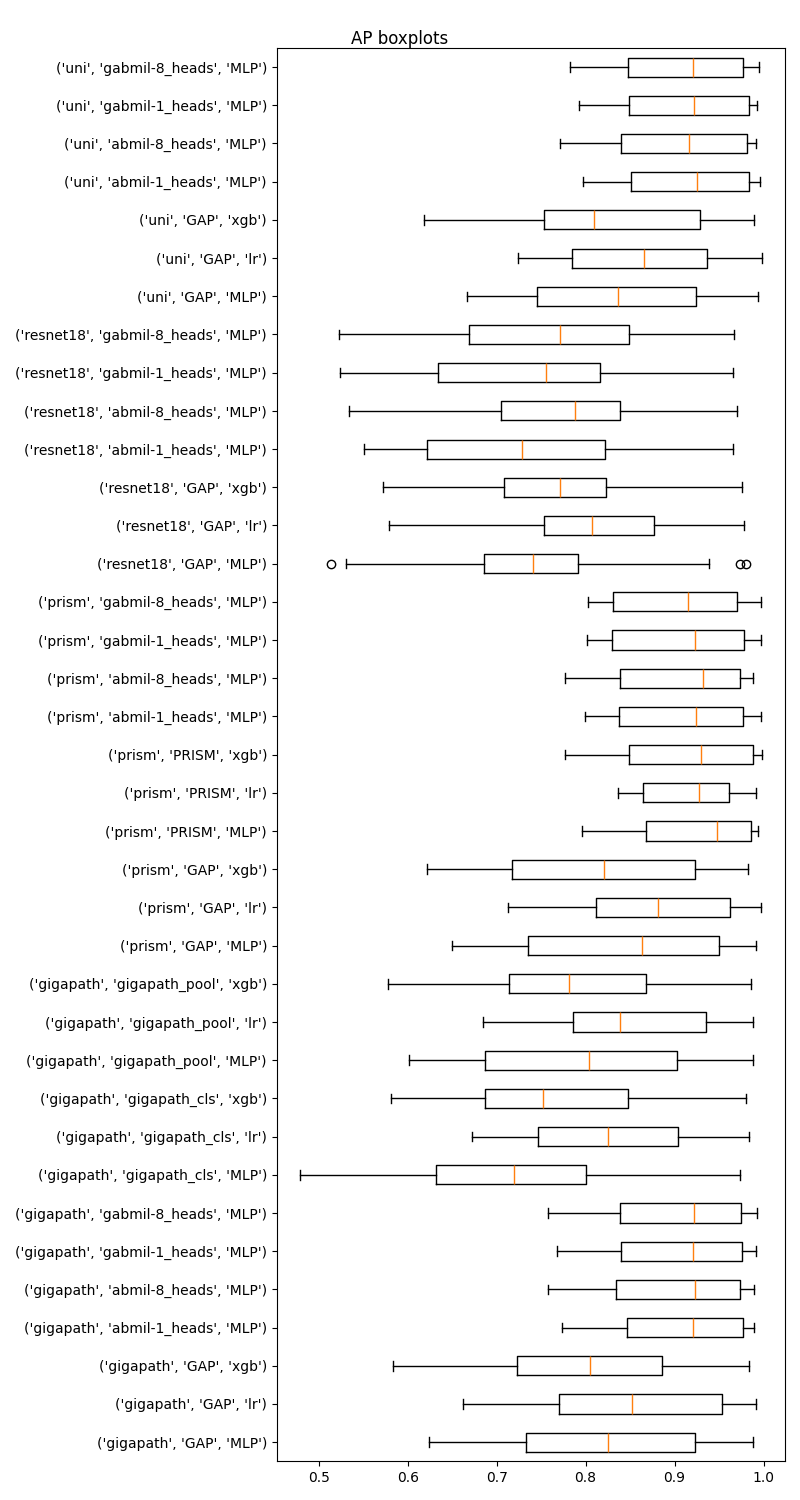 AP boxplots
('uni', 'gabmil-8_heads', 'MLP')
('uni', 'gabmil-1_heads', 'MLP')
('uni', 'abmil-8_heads', 'MLP')
('uni', 'abmil-1_heads', 'MLP')
('uni', 'GAP', 'xgb')
('uni', 'GAP', 'lr')
('uni', 'GAP', 'MLP')
('resnet18', 'gabmil-8_heads', 'MLP')
('resnet18', 'gabmil-1_heads', 'MLP')
('resnet18', 'abmil-8_heads', 'MLP')
('resnet18', 'abmil-1_heads', 'MLP')
('resnet18', 'GAP', 'xgb')
('resnet18', 'GAP', 'lr')
('resnet18', 'GAP', 'MLP')
('prism', 'gabmil-8_heads', 'MLP')
('prism', 'gabmil-1_heads', 'MLP')
('prism', 'abmil-8_heads', 'MLP')
('prism', 'abmil-1_heads', 'MLP')
('prism', 'PRISM', 'xgb')
('prism', 'PRISM', 'lr')
('prism', 'PRISM', 'MLP')
('prism', 'GAP', 'xgb')
('prism', 'GAP', 'lr')
('prism', 'GAP', 'MLP')
('gigapath', 'gigapath_pool', 'xgb')
('gigapath', 'gigapath_pool', 'lr')
('gigapath', 'gigapath_pool', 'MLP')
('gigapath', 'gigapath_cls', 'xgb')
('gigapath', 'gigapath_cls', 'lr')
('gigapath', 'gigapath_cls', 'MLP')
('gigapath', 'gabmil-8_heads', 'MLP')
('gigapath', 'gabmil-1_heads', 'MLP')
('gigapath', 'abmil-8_heads', 'MLP')
('gigapath', 'abmil-1_heads', 'MLP')
('gigapath', 'GAP', 'xgb')
('gigapath', 'GAP', 'lr')
('gigapath', 'GAP', 'MLP')
0.5 0.6 0.7 0.8 0.9 1.0